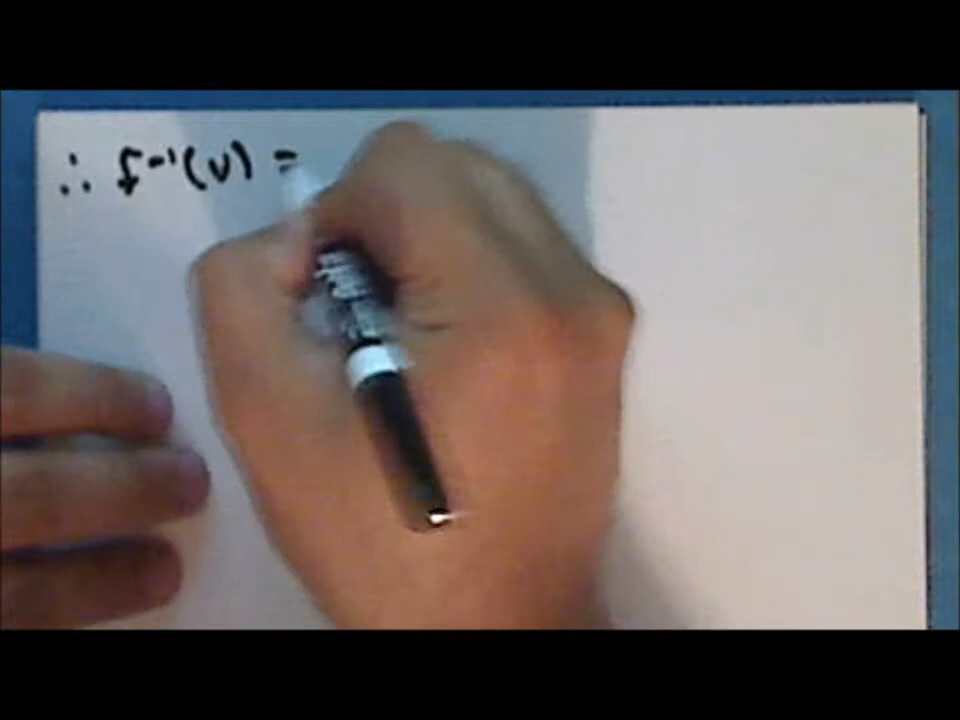 ∴ f⁻¹(v) =